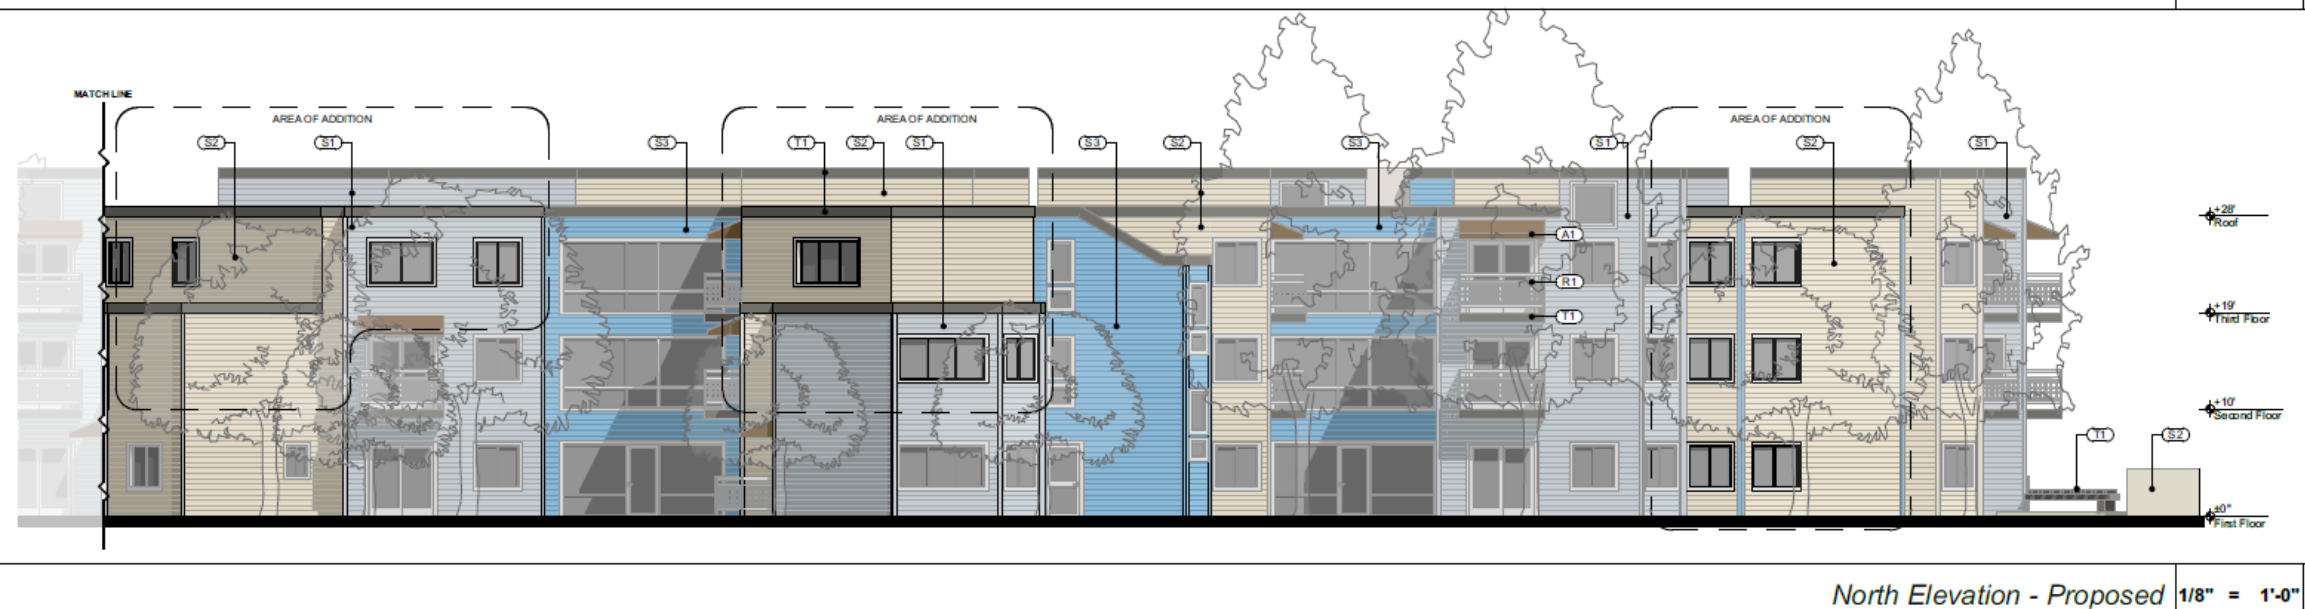 MATCH LINE
AREA OF ADDITION
AREA OF ADDITION
AREA OF ADDITION
S2
S1
S3
T1
S2
S1
S3
S2
S3
S1
S2
S1
+28'
Roof
A1
R1
+19'
Third Floor
T1
+10'
Second Floor
T1
S2
±0"
First Floor
North Elevation - Proposed
1/8" = 1'-0"